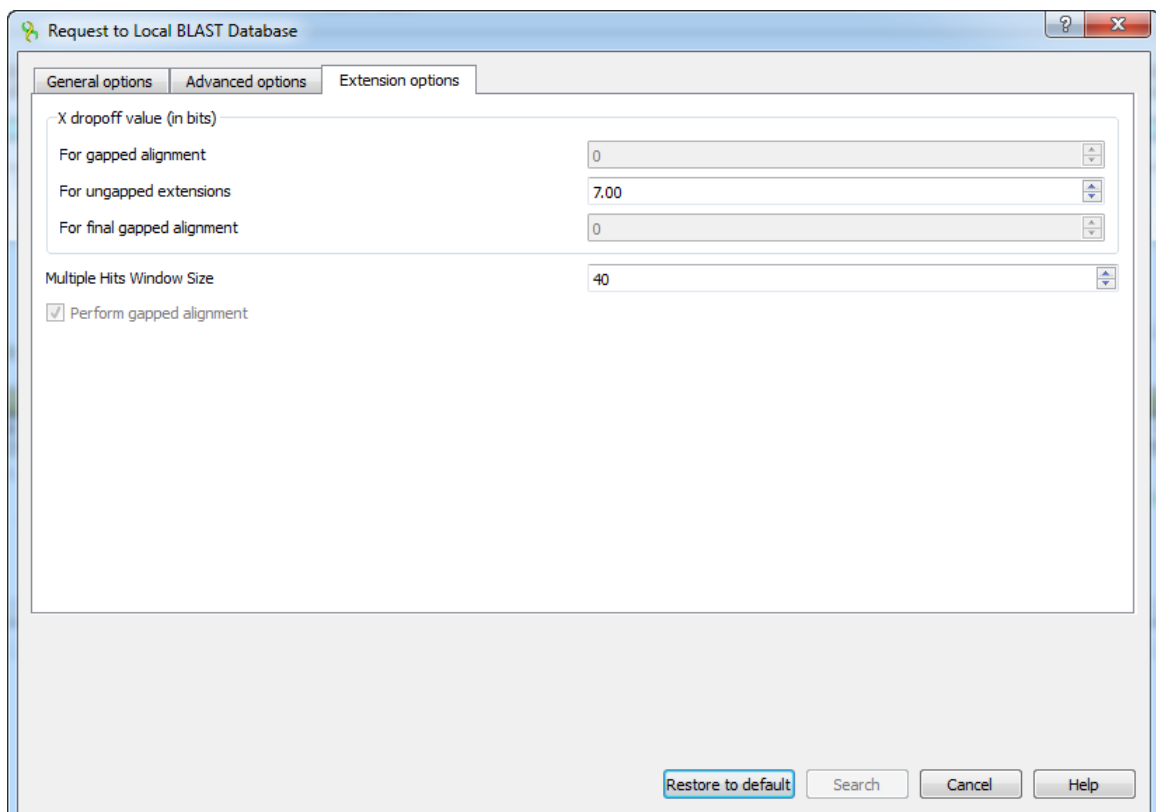 Request to Local BLAST Database
General options Advanced options Extension options
X dropoff value (in bits)
For gapped alignment 0
For ungapped extensions 7.00
For final gapped alignment 0
Multiple Hits Window Size 40
Perform gapped alignment
Restore to default Search Cancel Help